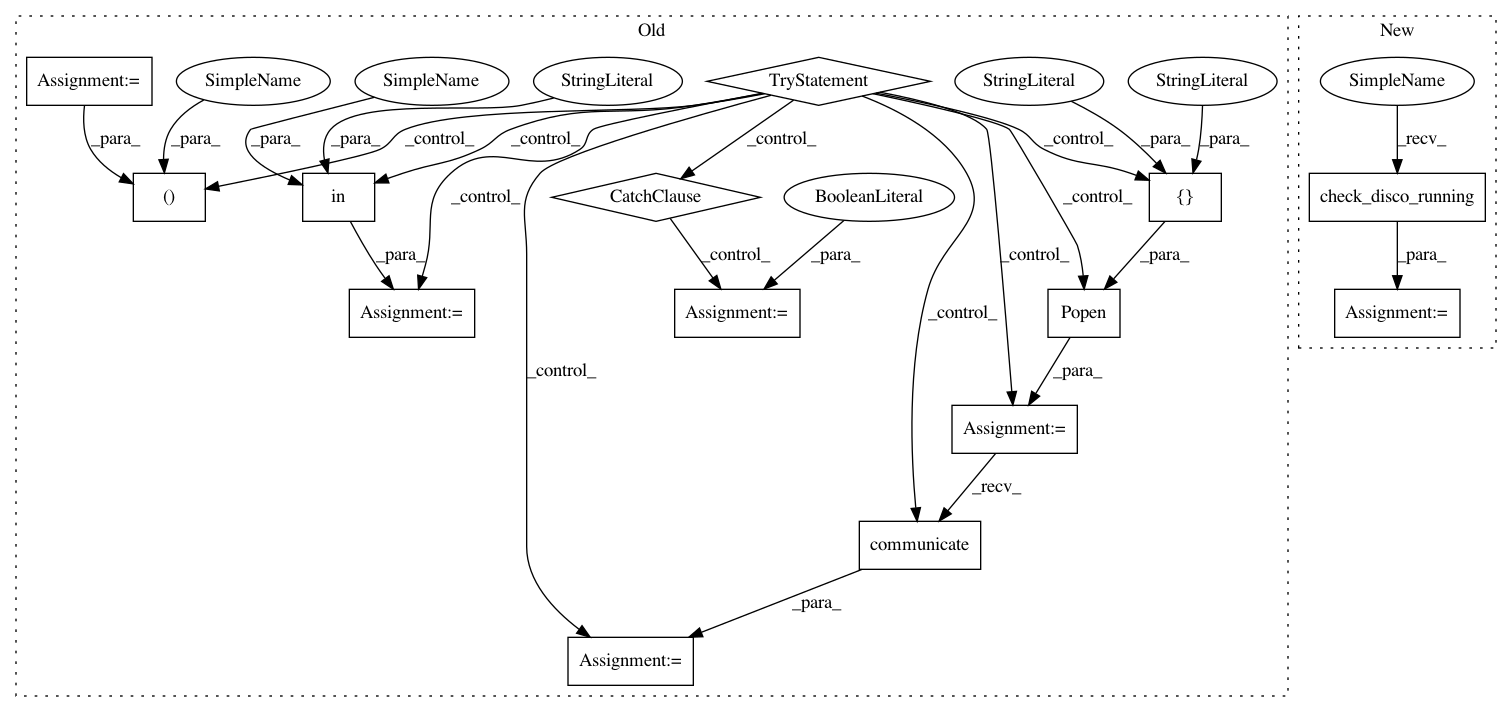 Old
New
Assignment:=
SimpleName
SimpleName
StringLiteral
TryStatement
StringLiteral
StringLiteral
SimpleName
_para_
_para_
_para_
_para_
_control_
_control_
_control_
_control_
_para_
_para_
_recv_
()
in
_control_
CatchClause
BooleanLiteral
_control_
{}
check_disco_running
_para_
_control_
_para_
_control_
_para_
_para_
Assignment:=
Assignment:=
_control_
Popen
Assignment:=
_control_
_para_
Assignment:=
_recv_
communicate
_para_
Assignment:=